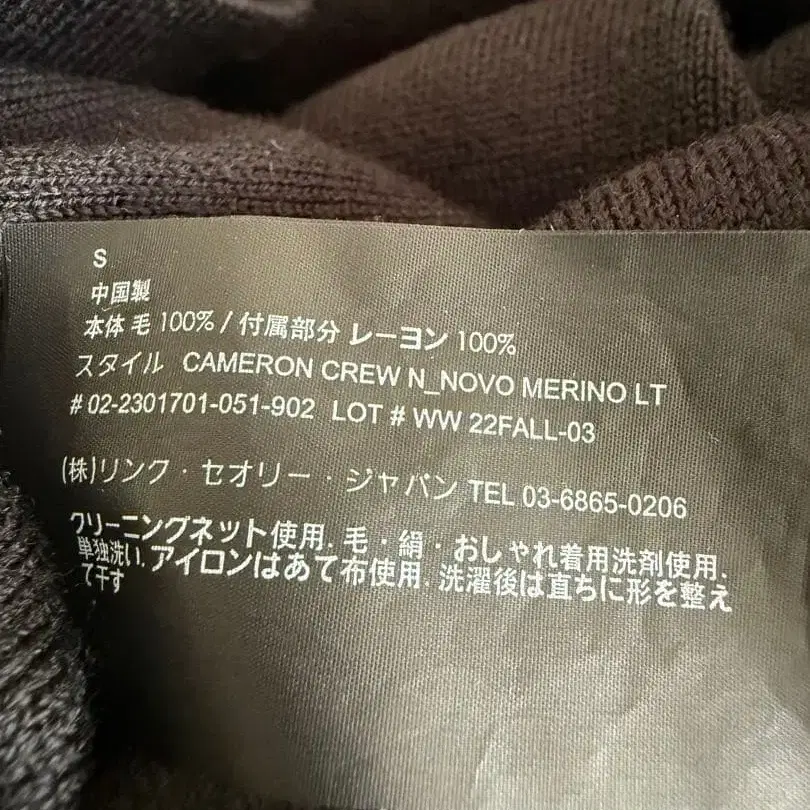 S
中国製
本体 毛 100% / 付属部分 レーヨン 100%
スタイル CAMERON CREW N_NOVO MERINO LT
# 02-2301701-051-902 LOT # WW 22FALL-03
(株)リンク・セオリー・ジャパン TEL 03-6865-0206
クリーニングネット使用. 毛・絹・おしゃれ着用洗剤使用.
単独洗い. アイロンはあて布使用. 洗濯後は直ちに形を整え
て干す